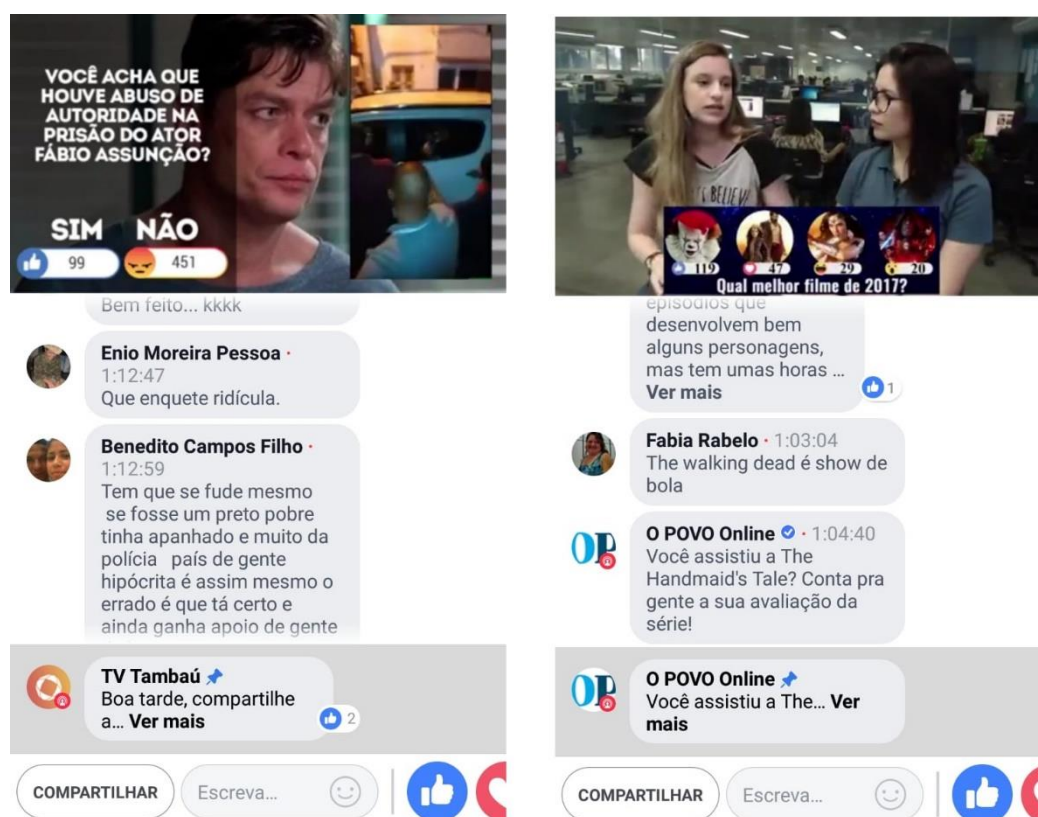 VOCÊ ACHA QUE
HOUVE ABUSO DE
AUTORIDADE NA
PRISÃO DO ATOR
FÁBIO ASSUNÇÃO?
SIM NÃO
99 451
Bem feito... kkkk
Enio Moreira Pessoa ·
1:12:47
Que enquete ridícula.
Benedito Campos Filho ·
1:12:59
Tem que se fude mesmo
se fosse um preto pobre
tinha apanhado e muito da
polícia país de gente
hipócrita é assim mesmo o
errado é que tá certo e
ainda ganha apoio de gente
TV Tambaú
Boa tarde, compartilhe
a... Ver mais
2
COMPARTILHAR
Escreva...
BELIEVE
119 47 29 20
Qual melhor filme de 2017?
episódios que
desenvolvem bem
alguns personagens,
mas tem umas horas ...
Ver mais
1
Fabia Rabelo · 1:03:04
The walking dead é show de
bola
OP
O POVO Online · 1:04:40
Você assistiu a The
Handmaid's Tale? Conta pra
gente a sua avaliação da
série!
OP
O POVO Online
Você assistiu a The... Ver
mais
COMPARTILHAR
Escreva...